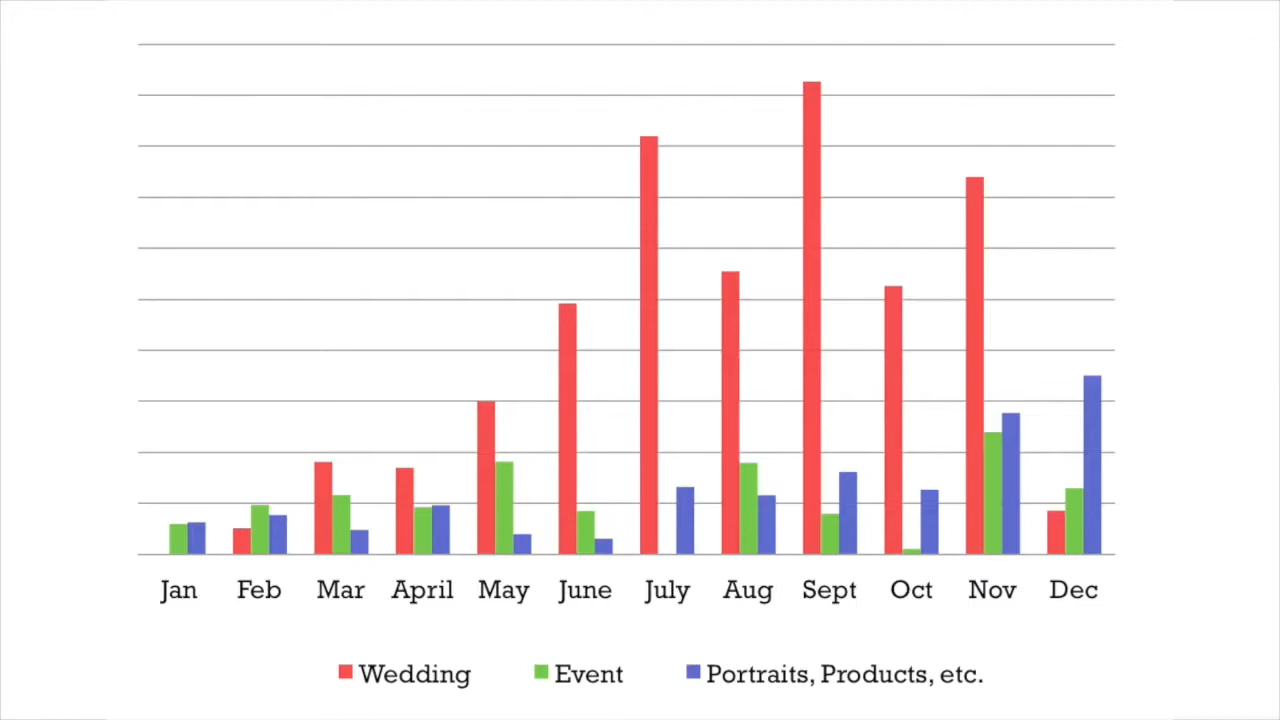 Jan Feb Mar April May June July Aug Sept Oct Nov Dec
Wedding Event Portraits, Products, etc.